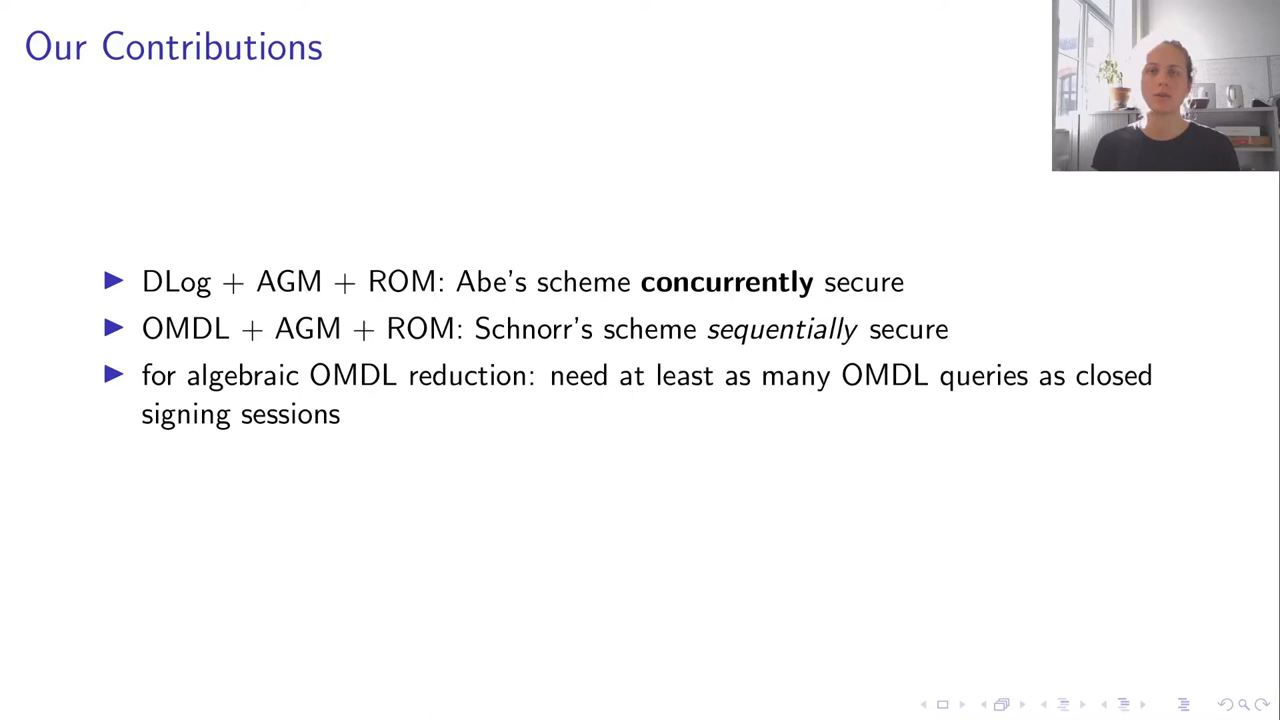 Our Contributions
DLog + AGM + ROM: Abe's scheme concurrently secure
OMDL + AGM + ROM: Schnorr's scheme sequentially secure
for algebraic OMDL reduction: need at least as many OMDL queries as closed
signing sessions